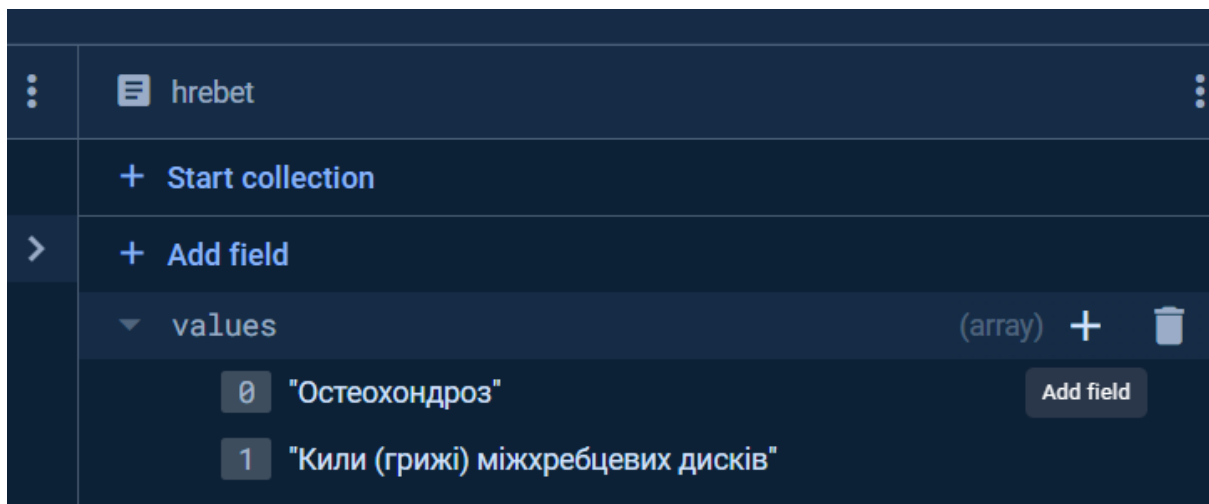 hrebet
+ Start collection
+ Add field
values (array) +
0 "Остеохондроз" Add field
1 "Кили (грижі) міжхребцевих дисків"